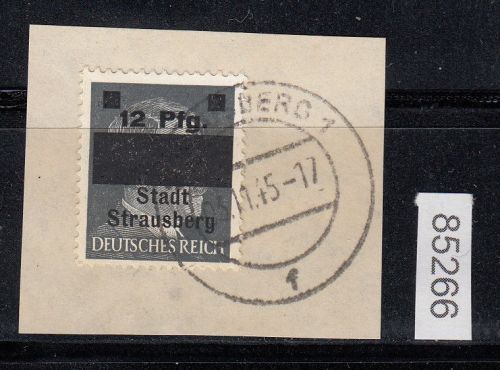 12 Pfg.
Stadt
Strausberg
DEUTSCHES REICH
BERG 1
.11.45-17
f
85266